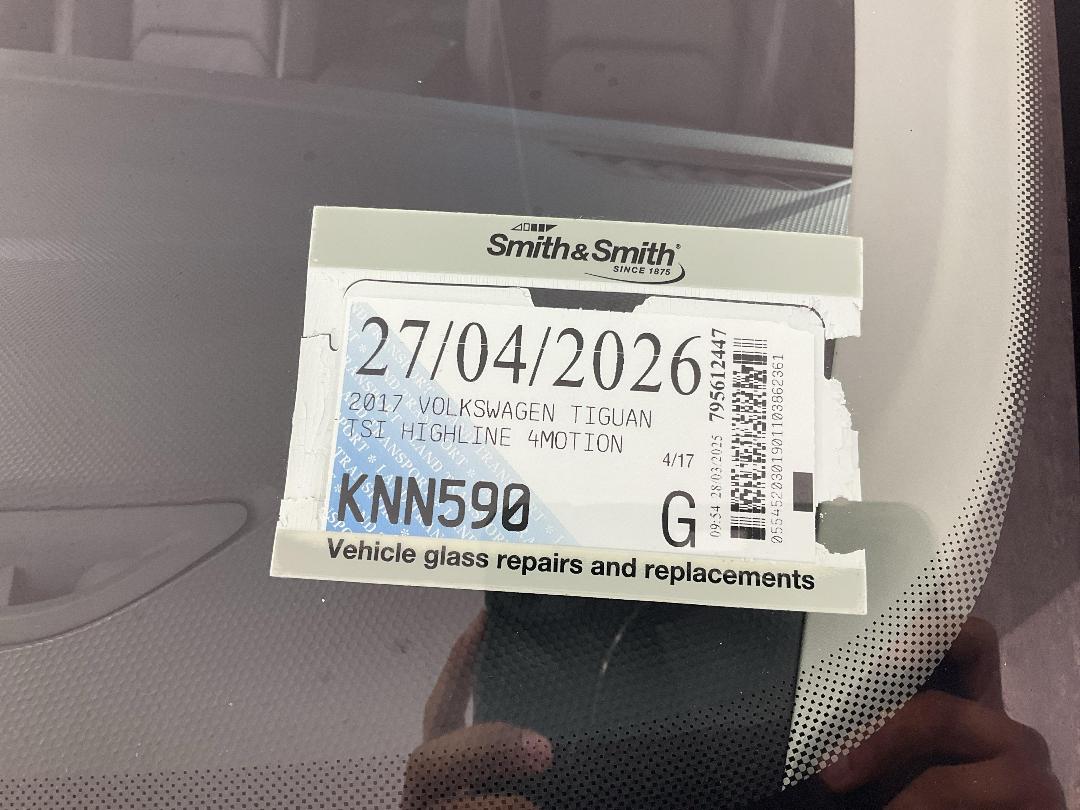 Smith&Smith®
SINCE 1875
27/04/2026
2017 VOLKSWAGEN TIGUAN
TSI HIGHLINE 4MOTION
4/17
KNN590
G
09:54 28/03/2025
795612447
0554520301901103862361
Vehicle glass repairs and replacements